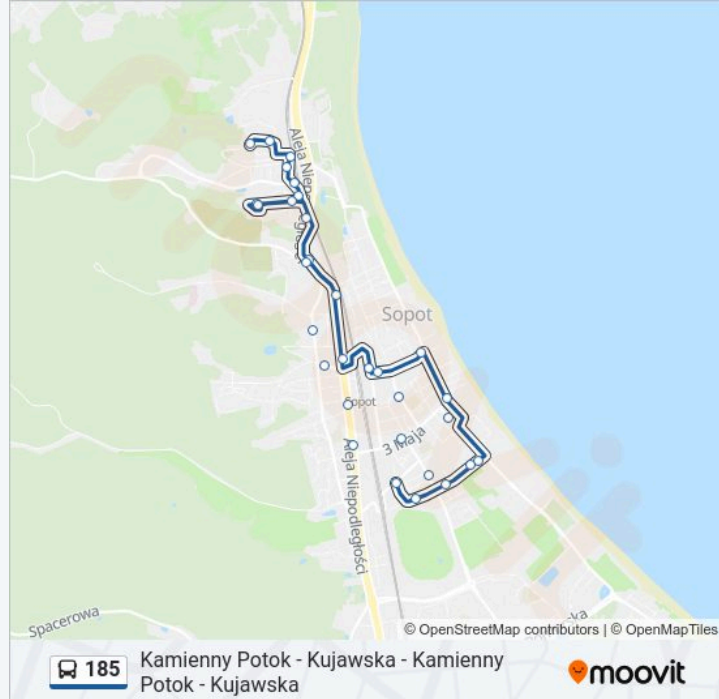 Aleja Niepodległości
Sopot
Sopot
3 Maja
Aleja Niepodległości
Spacerowa
© OpenStreetMap contributors | © OpenMapTiles
185
Kamienny Potok - Kujawska - Kamienny
Potok - Kujawska
moovit